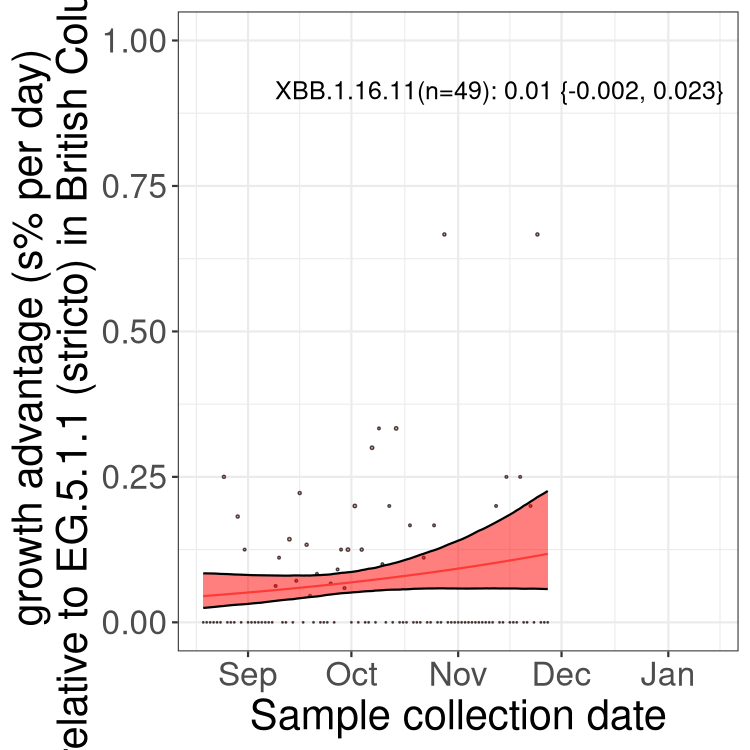 growth advantage (s% per day)
relative to EG.5.1.1 (stricto) in British
1.00
0.75
0.50
0.25
0.00
XBB.1.16.11(n=49): 0.01 {-0.002, 0.023}
Sep Oct Nov Dec Jan
Sample collection date